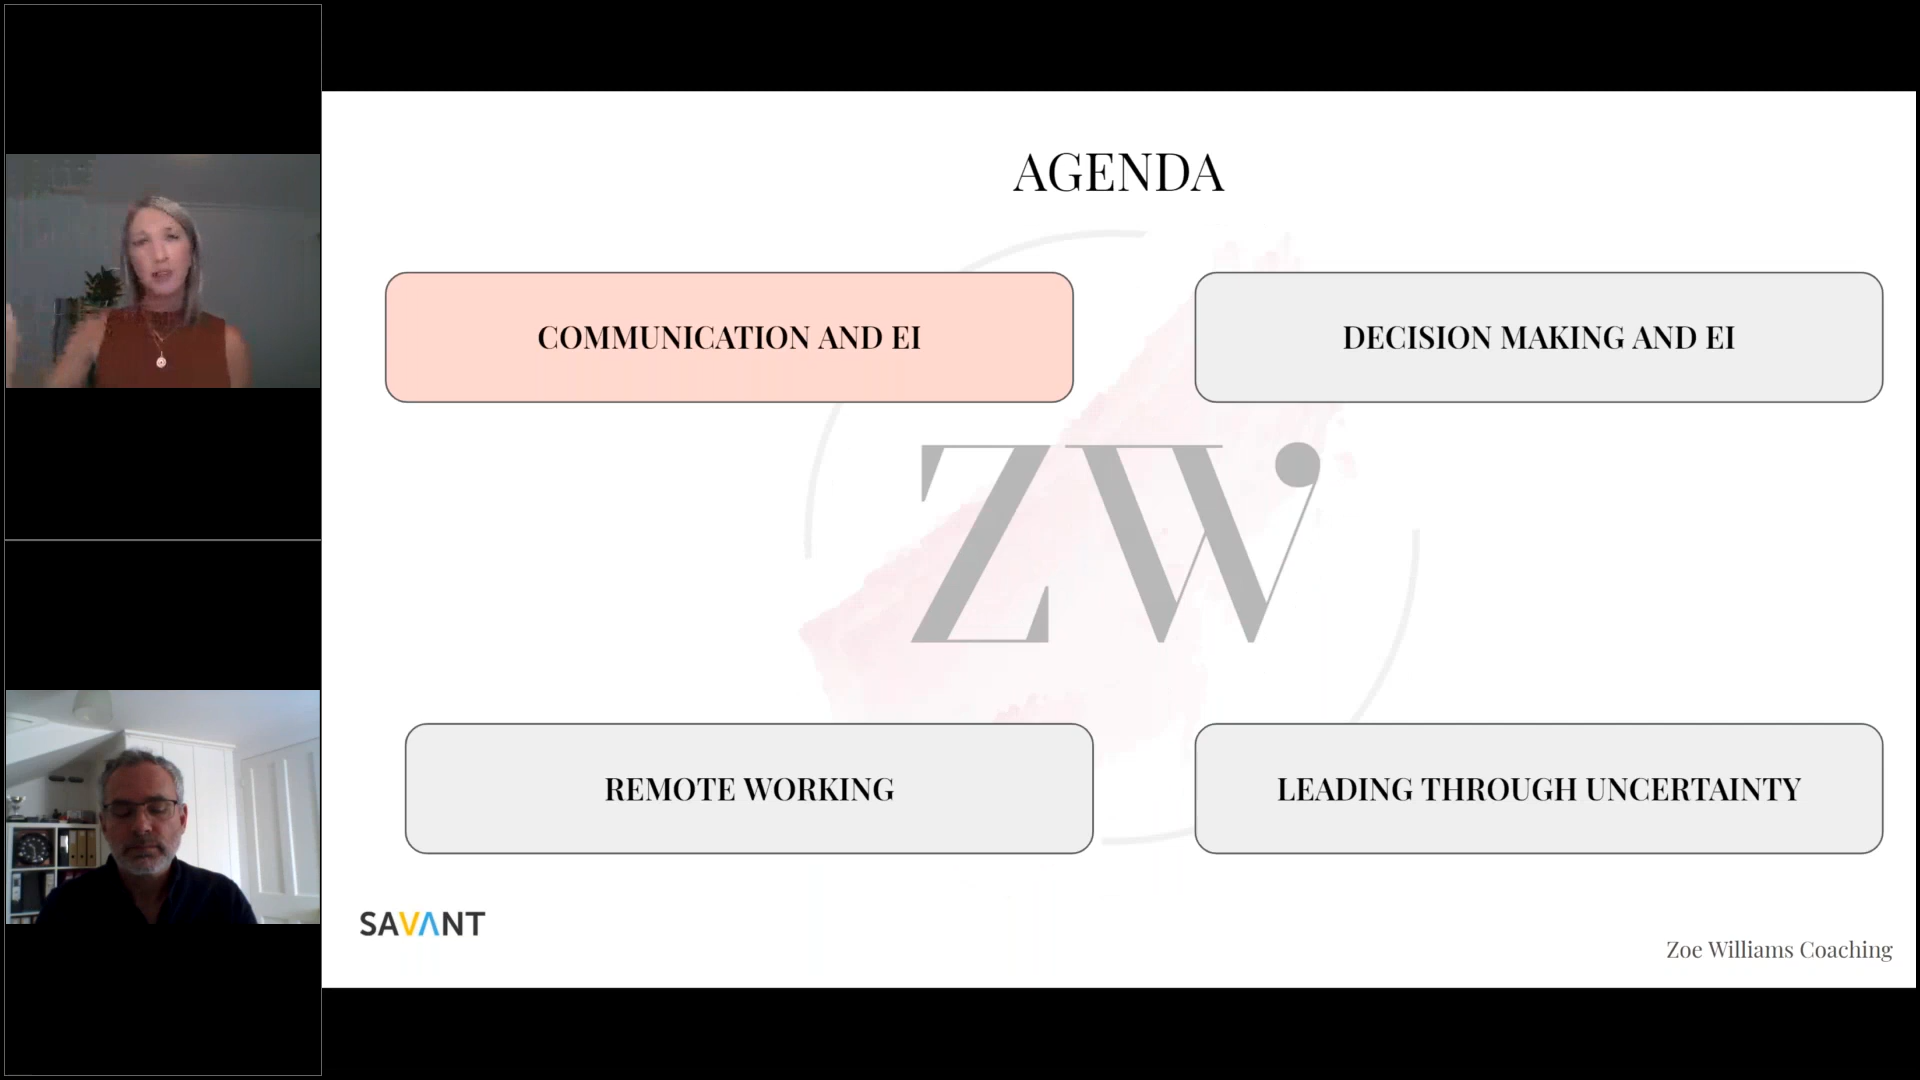 AGENDA
COMMUNICATION AND EI
DECISION MAKING AND EI
ZW
REMOTE WORKING
LEADING THROUGH UNCERTAINTY
SAVANT
Zoe Williams Coaching